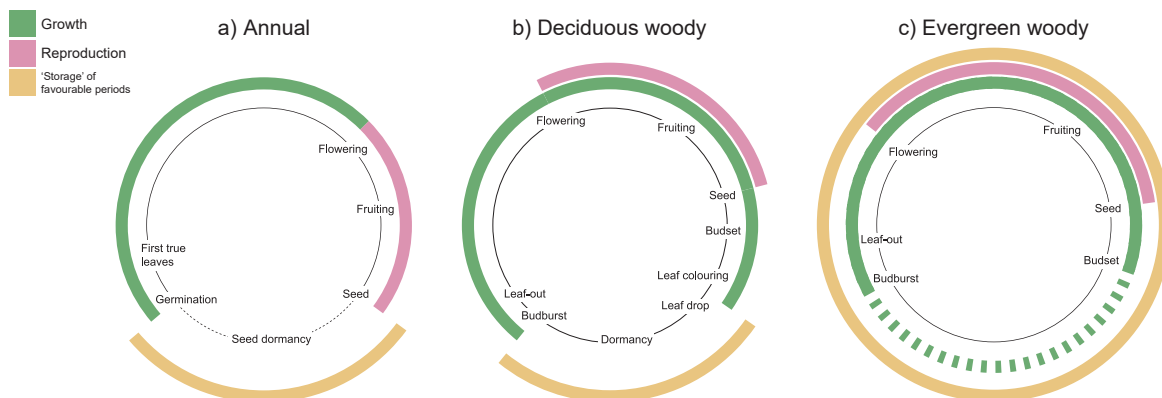 Growth
Reproduction
'Storage' of
favourable periods
a) Annual
Flowering
Fruiting
Seed
Seed dormancy
Germination
First true
leaves
b) Deciduous woody
Flowering
Fruiting
Seed
Budset
Leaf colouring
Leaf drop
Dormancy
Budburst
Leaf-out
c) Evergreen woody
Flowering
Fruiting
Seed
Budset
Budburst
Leaf-out